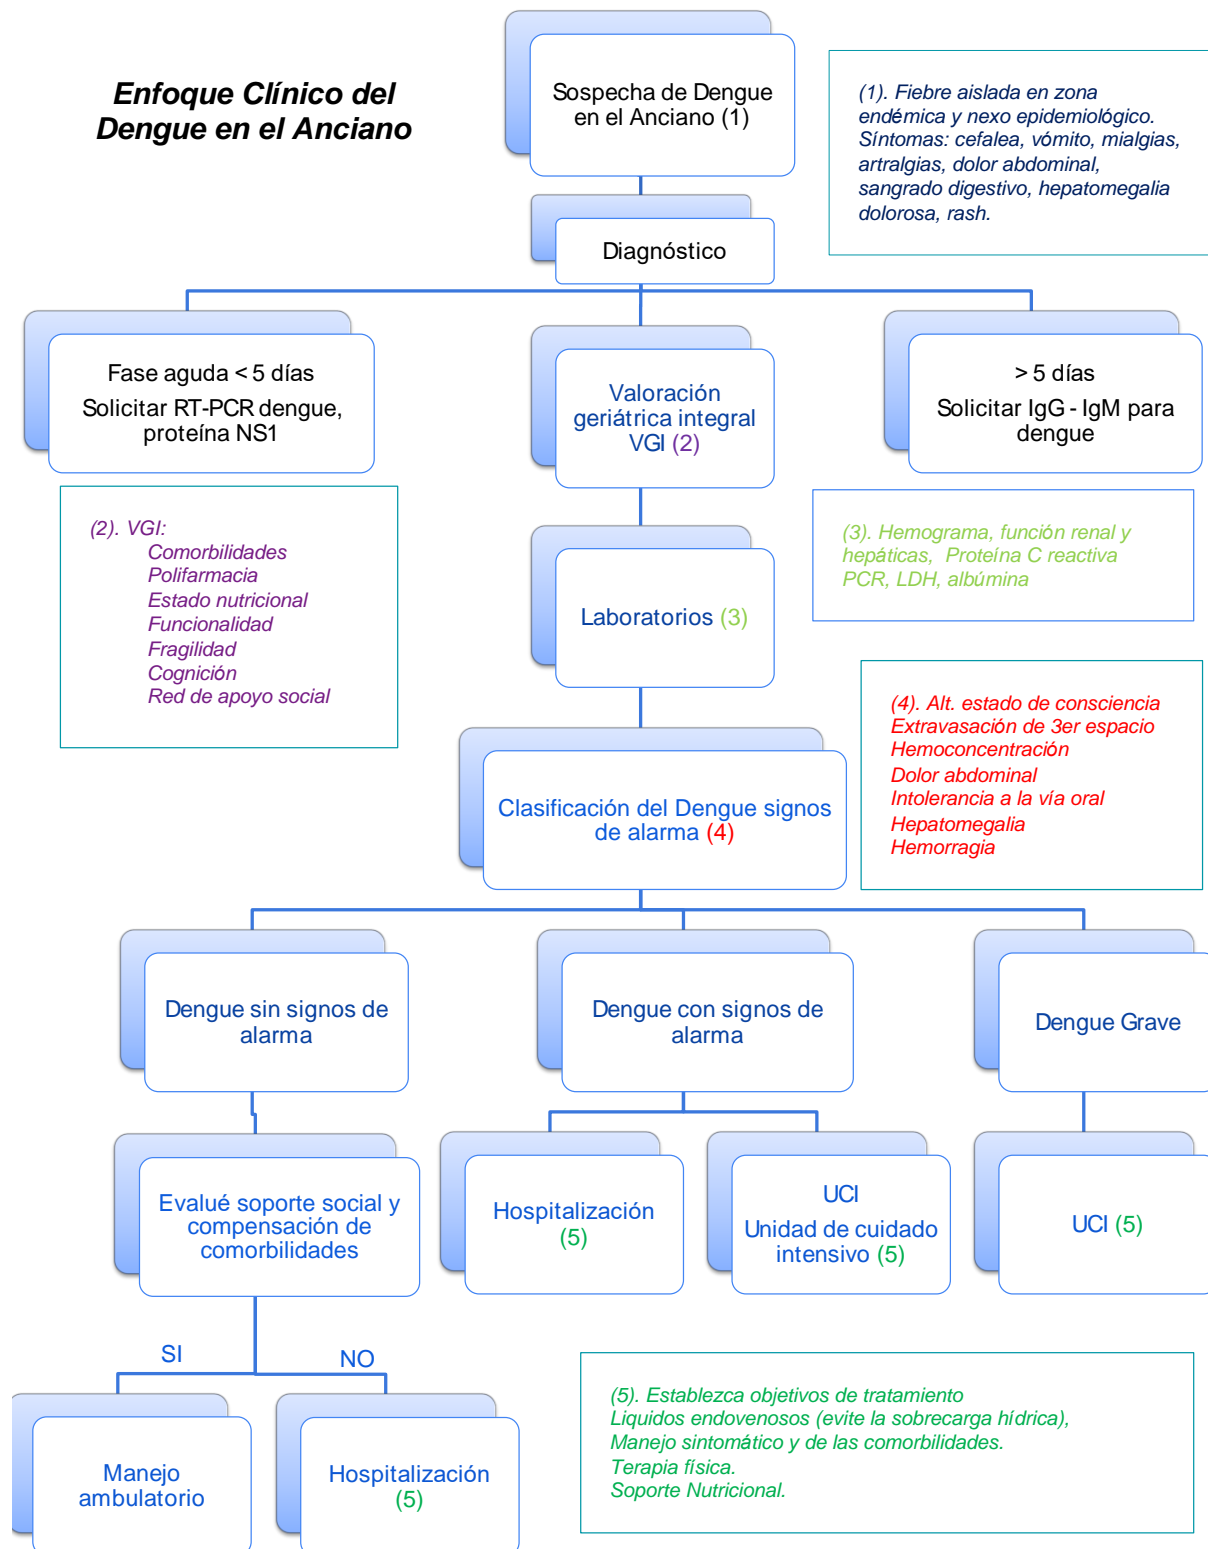 Enfoque Clínico del
Dengue en el Anciano
Sospecha de Dengue
en el Anciano (1)
(1). Fiebre aislada en zona
endémica y nexo epidemiológico.
Síntomas: cefalea, vómito, mialgias,
artralgias, dolor abdominal,
sangrado digestivo, hepatomegalia
dolorosa, rash.
Diagnóstico
Fase aguda < 5 días
Solicitar RT-PCR dengue,
proteína NS1
Valoración
geriátrica integral
VGI (2)
> 5 días
Solicitar IgG - IgM para
dengue
(2). VGI:
Comorbilidades
Polifarmacia
Estado nutricional
Funcionalidad
Fragilidad
Cognición
Red de apoyo social
(3). Hemograma, función renal y
hepáticas, Proteína C reactiva
PCR, LDH, albúmina
Laboratorios (3)
(4). Alt. estado de consciencia
Extravasación de 3er espacio
Hemoconcentración
Dolor abdominal
Intolerancia a la vía oral
Hepatomegalia
Hemorragia
Clasificación del Dengue signos
de alarma (4)
Dengue sin signos de
alarma
Dengue con signos de
alarma
Dengue Grave
Evalué soporte social y
compensación de
comorbilidades
Hospitalización
(5)
UCI
Unidad de cuidado
intensivo (5)
UCI (5)
SI
NO
Manejo
ambulatorio
Hospitalización
(5)
(5). Establezca objetivos de tratamiento
Liquidos endovenosos (evite la sobrecarga hídrica),
Manejo sintomático y de las comorbilidades.
Terapia física.
Soporte Nutricional.